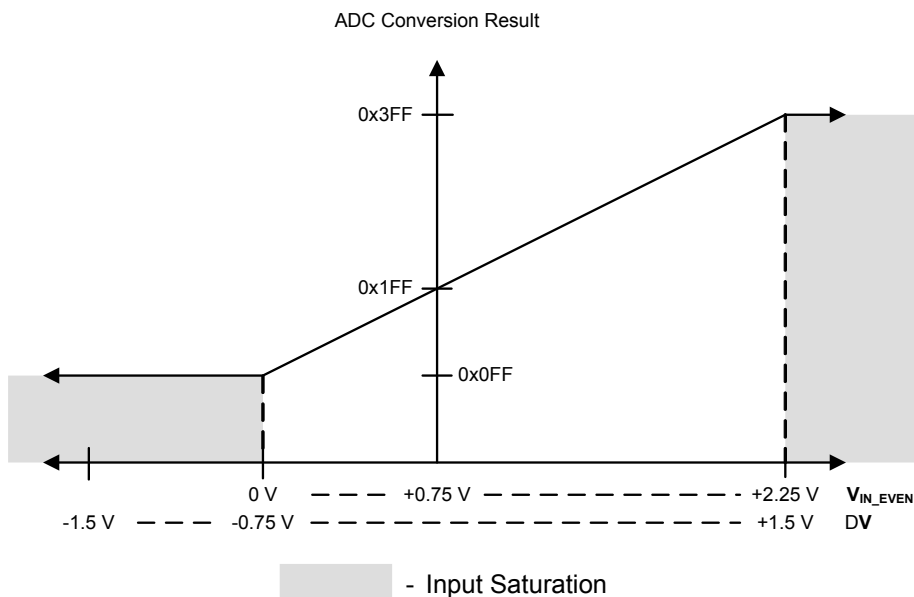 ADC Conversion Result
0x3FF
0x1FF
0x0FF
0 V +0.75 V +2.25 V VIN_EVEN
-1.5 V -0.75 V +1.5 V DV
- Input Saturation